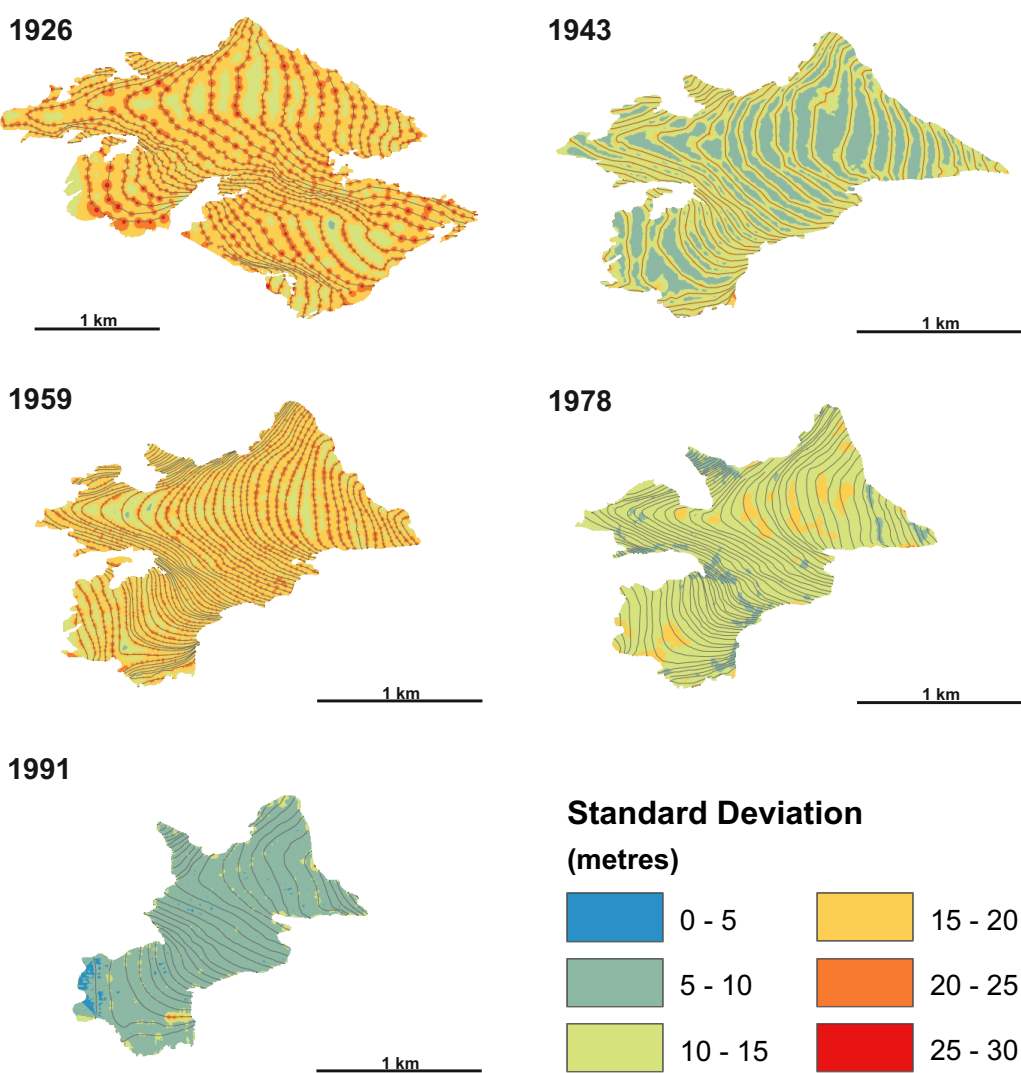 1926
1943
1 km
1 km
1959
1978
1 km
1 km
1991
1 km
Standard Deviation
(metres)
0 - 5
15 - 20
5 - 10
20 - 25
10 - 15
25 - 30